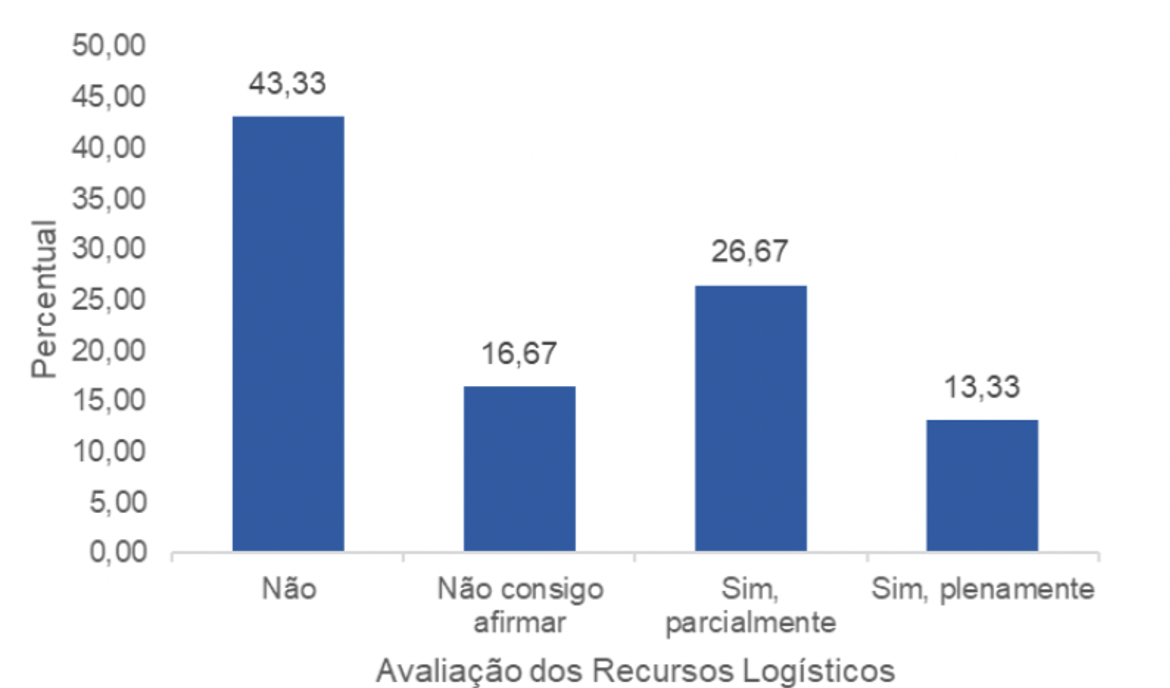 50,00
45,00
40,00
35,00
30,00
25,00
20,00
15,00
10,00
5,00
0,00
Percentual
43,33
16,67
26,67
13,33
Não
Não consigo
afirmar
Sim,
parcialmente
Sim, plenamente
Avaliação dos Recursos Logísticos